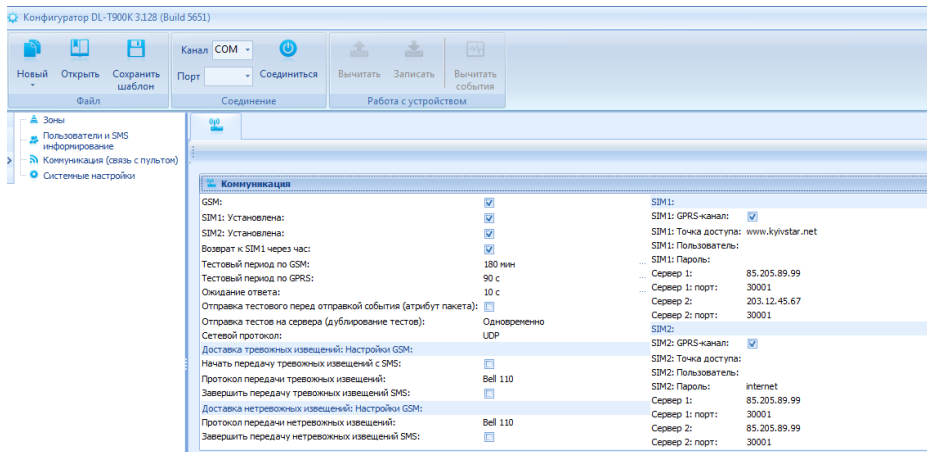 Конфигуратор DL-T900K 3.128 (Build 5651)
Новый
Открыть
Сохранить шаблон
Файл
Канал COM
Порт
Соединиться
Соединение
Вычитать
Записать
Вычитать события
Работа с устройством
Зоны
Пользователи и SMS информирование
Коммуникация (связь с пультом)
Системные настройки
Коммуникация
GSM:
SIM1: Установлена:
SIM2: Установлена:
Возврат к SIM1 через час:
Тестовый период по GSM: 180 мин ...
Тестовый период по GPRS: 90 с ...
Ожидание ответа: 10 с ...
Отправка тестового перед отправкой события (атрибут пакета):
Отправка тестов на сервера (дублирование тестов): Одновременно
Сетевой протокол: UDP
Доставка тревожных извещений: Настройки GSM:
Начать передачу тревожных извещений с SMS:
Протокол передачи тревожных извещений: Bell 110
Завершить передачу тревожных извещений SMS:
Доставка нетревожных извещений: Настройки GSM:
Протокол передачи нетревожных извещений: Bell 110
Завершить передачу нетревожных извещений SMS:
SIM1:
SIM1: GPRS-канал:
SIM1: Точка доступа: www.kyivstar.net
SIM1: Пользователь:
SIM1: Пароль:
Сервер 1: 85.205.89.99
Сервер 1: порт: 30001
Сервер 2: 203.12.45.67
Сервер 2: порт: 30001
SIM2:
SIM2: GPRS-канал:
SIM2: Точка доступа:
SIM2: Пользователь:
SIM2: Пароль: internet
Сервер 1: 85.205.89.99
Сервер 1: порт: 30001
Сервер 2: 85.205.89.99
Сервер 2: порт: 30001